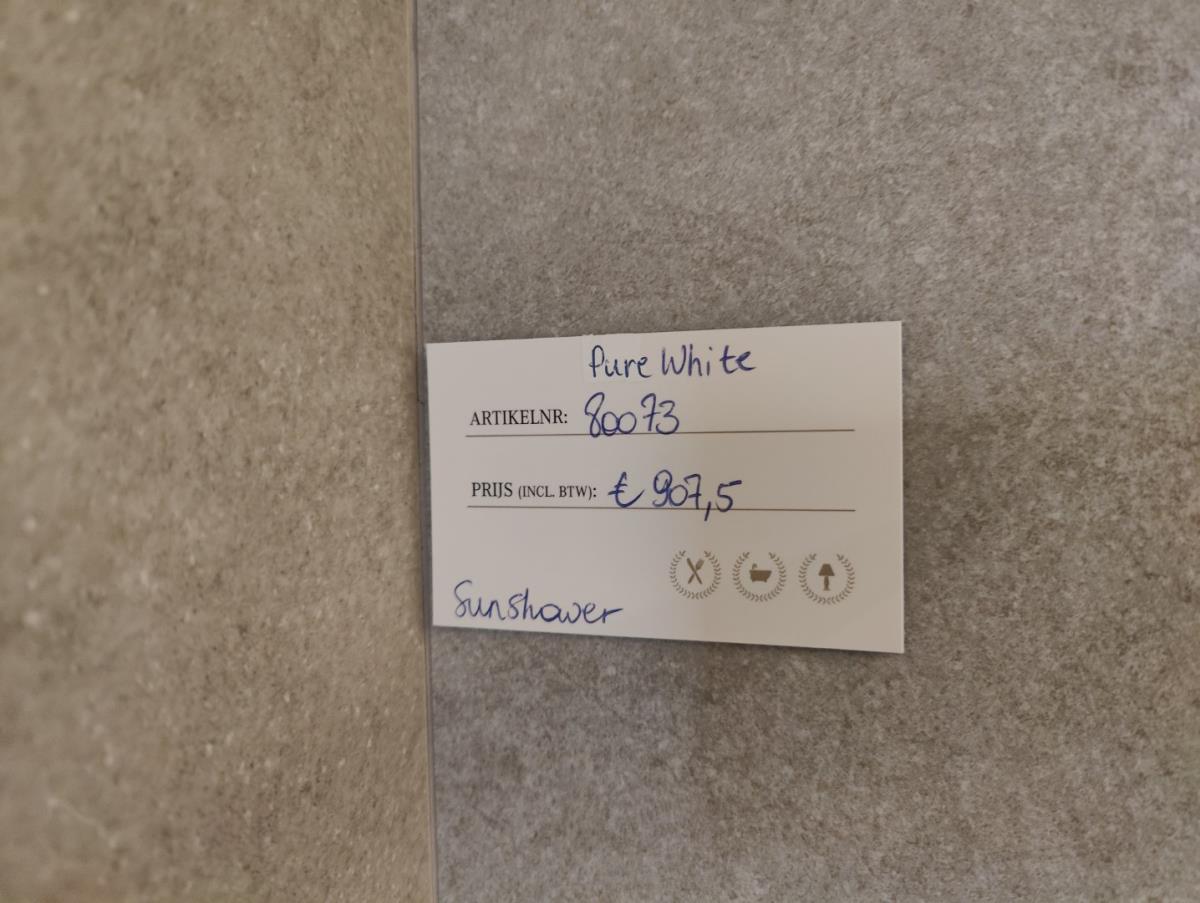 Pure White
ARTIKELNR: 80073
PRIJS (INCL. BTW): € 907,5
Sunshower